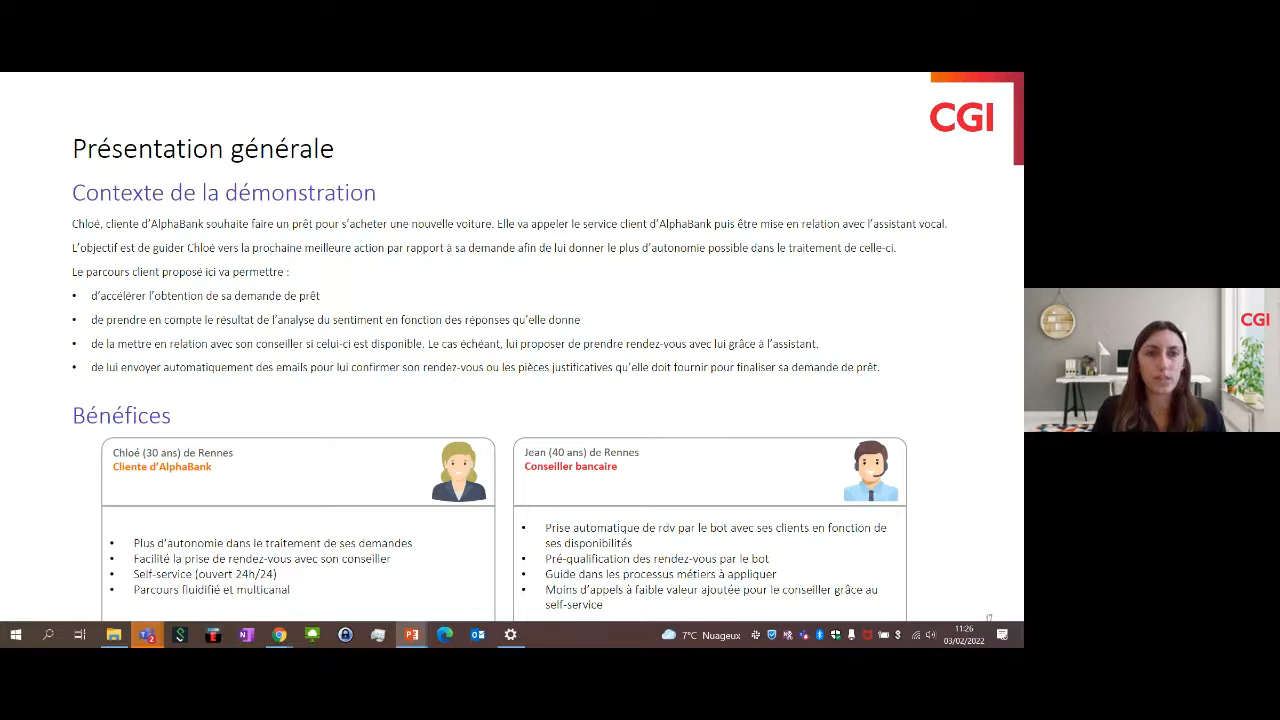 CGI
Présentation générale
Contexte de la démonstration
Chloé, cliente d'AlphaBank souhaite faire un prêt pour s'acheter une nouvelle voiture. Elle va appeler le service client d'AlphaBank puis être mise en relation avec l'assistant vocal.
L'objectif est de guider Chloé vers la prochaine meilleure action par rapport à sa demande afin de lui donner le plus d'autonomie possible dans le traitement de celle-ci.
Le parcours client proposé ici va permettre :
• d'accélérer l'obtention de sa demande de prêt
• de prendre en compte le résultat de l'analyse du sentiment en fonction des réponses qu'elle donne
• de la mettre en relation avec son conseiller si celui-ci est disponible. Le cas échéant, lui proposer de prendre rendez-vous avec lui grâce à l'assistant.
• de lui envoyer automatiquement des emails pour lui confirmer son rendez-vous ou les pièces justificatives qu'elle doit fournir pour finaliser sa demande de prêt.
Bénéfices
Chloé (30 ans) de Rennes
Cliente d'AlphaBank
• Plus d'autonomie dans le traitement de ses demandes
• Facilité la prise de rendez-vous avec son conseiller
• Self-service (ouvert 24h/24)
• Parcours fluidifié et multicanal
Jean (40 ans) de Rennes
Conseiller bancaire
• Prise automatique de rdv par le bot avec ses clients en fonction de
ses disponibilités
• Pré-qualification des rendez-vous par le bot
• Guide dans les processus métiers à appliquer
• Moins d'appels à faible valeur ajoutée pour le conseiller grâce au
self-service
17
CGI
7°C Nuageux
11:26
03/02/2022